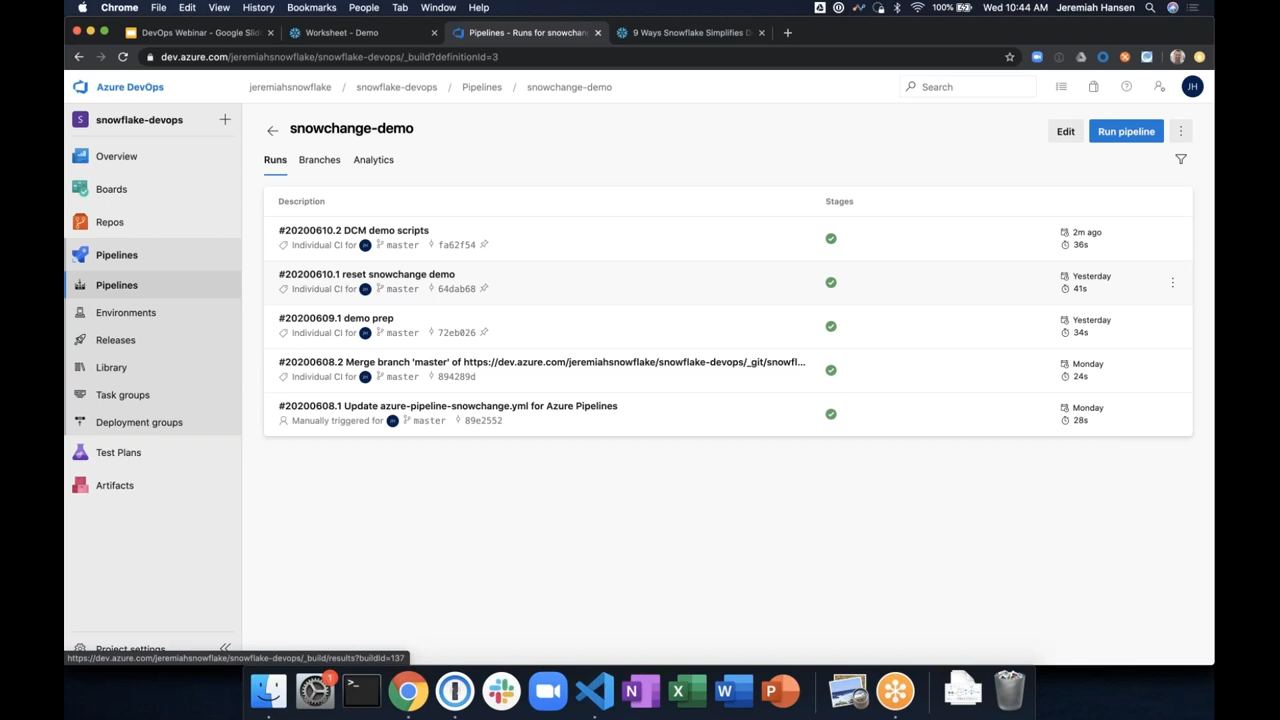 Chrome File Edit View History Bookmarks People Tab Window Help 100% Wed 10:44 AM Jeremiah Hansen
DevOps Webinar - Google Slid Worksheet - Demo Pipelines - Runs for snowchan 9 Ways Snowflake Simplifies D
dev.azure.com/jeremiahsnowflake/snowflake-devops/_build?definitionId=3
Azure DevOps jeremiahsnowflake / snowflake-devops / Pipelines / snowchange-demo Search JH
S snowflake-devops
snowchange-demo
Edit Run pipeline
Overview
Boards
Repos
Pipelines
Pipelines
Environments
Releases
Library
Task groups
Deployment groups
Test Plans
Artifacts
Project settings
Runs Branches Analytics
Description Stages
#20200610.2 DCM demo scripts 2m ago
Individual CI for JH master fa62f54 36s
#20200610.1 reset snowchange demo Yesterday
Individual CI for JH master 64dab68 41s
#20200609.1 demo prep Yesterday
Individual CI for JH master 72eb026 34s
#20200608.2 Merge branch 'master' of https://dev.azure.com/jeremiahsnowflake/snowflake-devops/_git/snowfl... Monday
Individual CI for JH master 894289d 24s
#20200608.1 Update azure-pipeline-snowchange.yml for Azure Pipelines Monday
Manually triggered for JH master 89e2552 28s
https://dev.azure.com/jeremiahsnowflake/snowflake-devops/_build/results?buildId=137
1
>_ N X W P